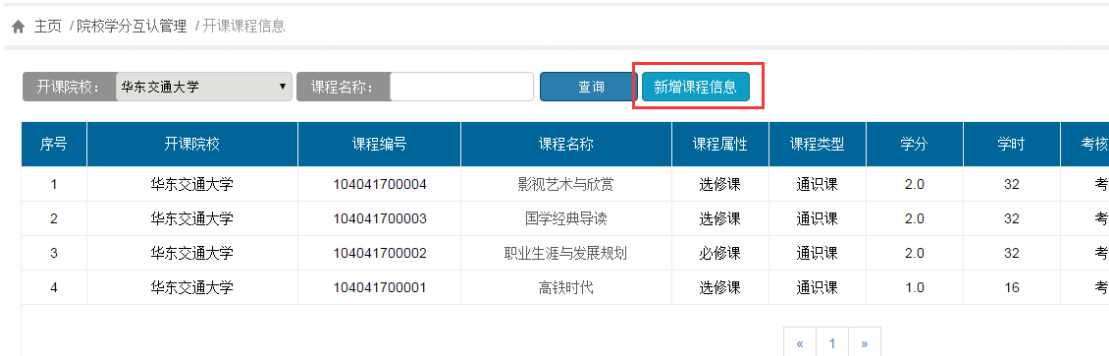 主页 / 院校学分互认管理 / 开课课程信息
开课院校： 华东交通大学 课程名称： 查询 新增课程信息
序号 开课院校 课程编号 课程名称 课程属性 课程类型 学分 学时 考核
1 华东交通大学 104041700004 影视艺术与欣赏 选修课 通识课 2.0 32 考
2 华东交通大学 104041700003 国学经典导读 选修课 通识课 2.0 32 考
3 华东交通大学 104041700002 职业生涯与发展规划 必修课 通识课 2.0 32 考
4 华东交通大学 104041700001 高铁时代 选修课 通识课 1.0 16 考
« 1 »